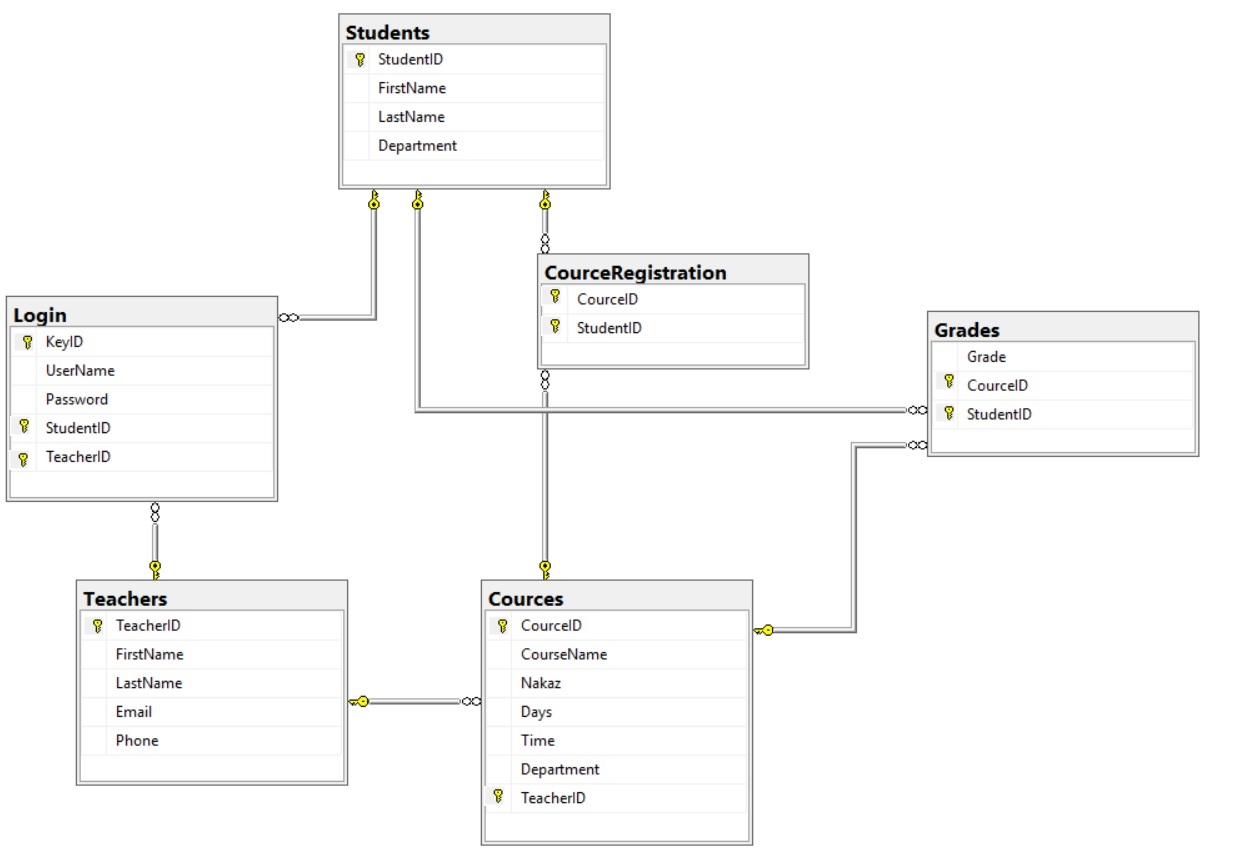 Students
StudentID
FirstName
LastName
Department
CourceRegistration
CourceID
StudentID
Login
KeyID
UserName
Password
StudentID
TeacherID
Grades
Grade
CourceID
StudentID
Teachers
TeacherID
FirstName
LastName
Email
Phone
Cources
CourceID
CourseName
Nakaz
Days
Time
Department
TeacherID